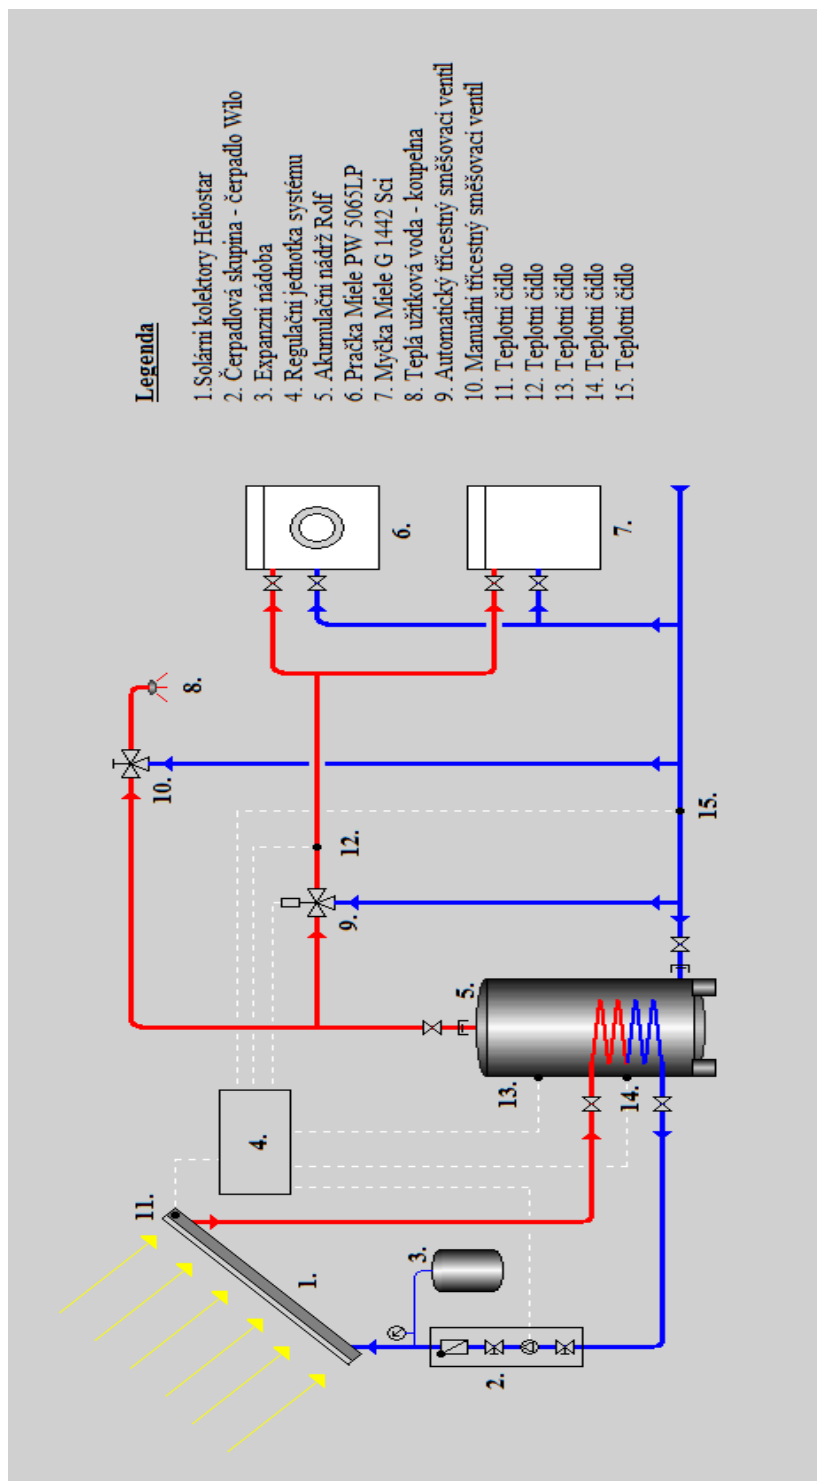 Legenda
1.Solární kolektory Heliostar
2. Čerpadlová skupina - čerpadlo Wilo
3. Expanzní nádoba
4. Regulační jednotka systému
5. Akumulační nádrž Rolf
6. Pračka Miele PW 5065LP
7. Myčka Miele G 1442 Sci
8. Teplá užitková voda - koupelna
9. Automatický třícestný směšovací ventil
10. Manuální třícestný směšovací ventil
11. Teplotní čidlo
12. Teplotní čidlo
13. Teplotní čidlo
14. Teplotní čidlo
15. Teplotní čidlo
11.
1.
2.
3.
4.
5.
13.
14.
9.
12.
10.
8.
15.
6.
7.